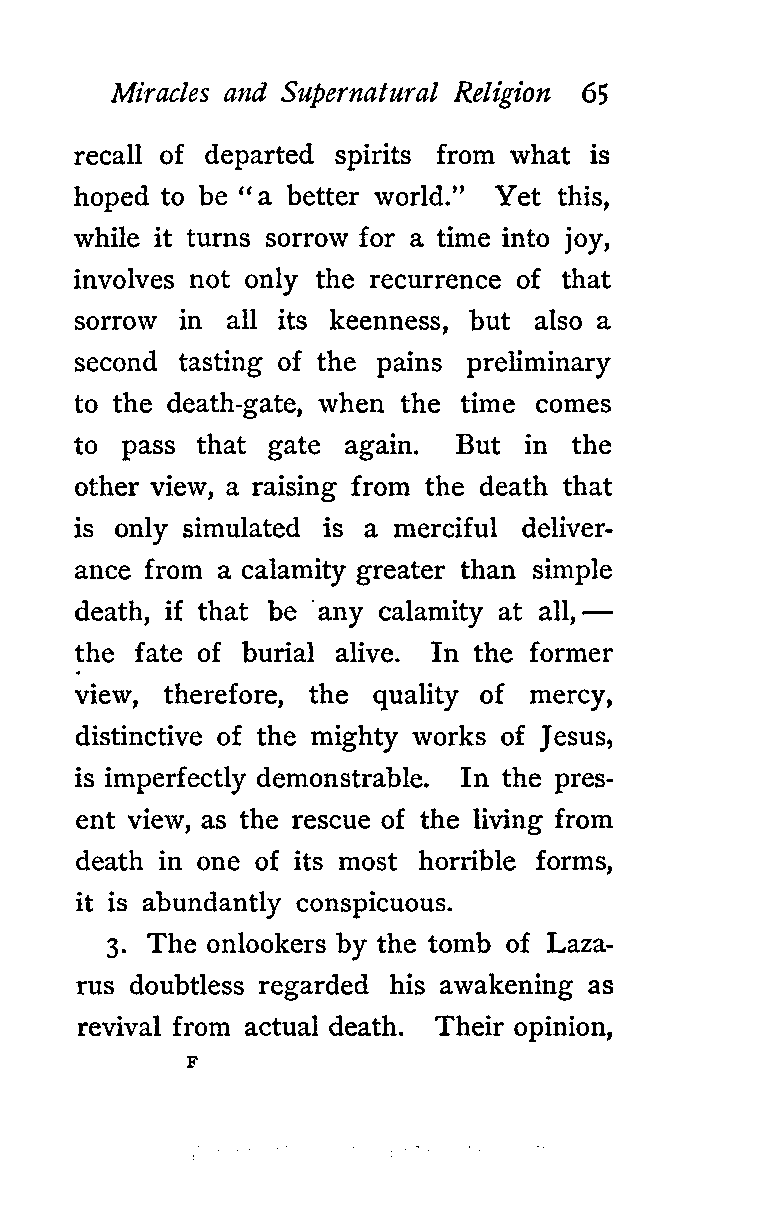 Miracles and Supernatural Religion 65
recall of departed spirits from what is
hoped to be "a better world." Yet this,
while it turns sorrow for a time into joy,
involves not only the recurrence of that
sorrow in all its keenness, but also a
second tasting of the pains preliminary
to the death-gate, when the time comes
to pass that gate again. But in the
other view, a raising from the death that
is only simulated is a merciful deliver-
ance from a calamity greater than simple
death, if that be any calamity at all,—
the fate of burial alive. In the former
view, therefore, the quality of mercy,
distinctive of the mighty works of Jesus,
is imperfectly demonstrable. In the pres-
ent view, as the rescue of the living from
death in one of its most horrible forms,
it is abundantly conspicuous.
3. The onlookers by the tomb of Laza-
rus doubtless regarded his awakening as
revival from actual death. Their opinion,
F